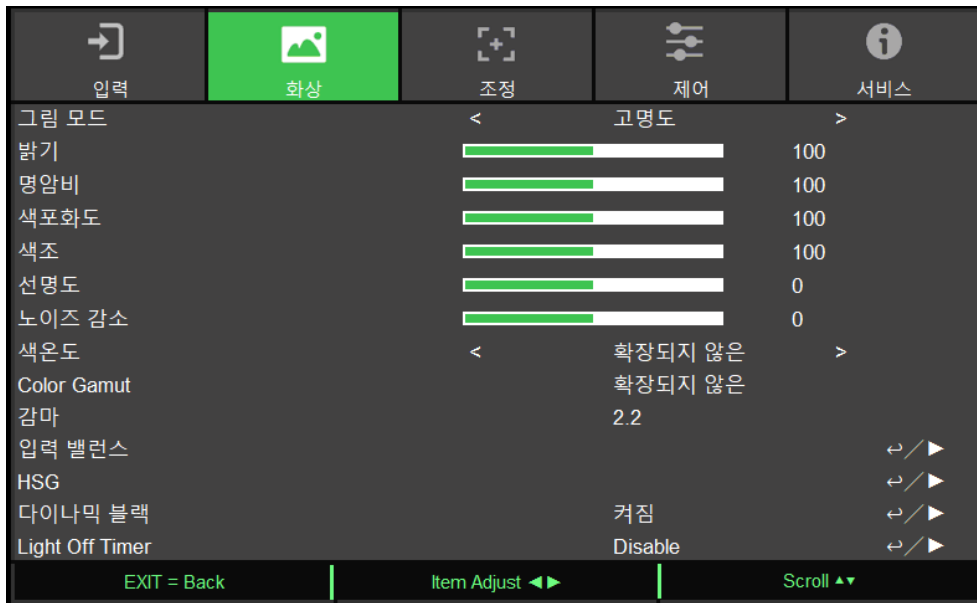 입력 화상 조정 제어 서비스
그림 모드 < 고명도 >
밝기 100
명암비 100
색포화도 100
색조 100
선명도 0
노이즈 감소 0
색온도 < 확장되지 않은 >
Color Gamut 확장되지 않은
감마 2.2
입력 밸런스 ↩/▶
HSG ↩/▶
다이나믹 블랙 켜짐 ↩/▶
Light Off Timer Disable ↩/▶
EXIT = Back Item Adjust ◀▶ Scroll ▲▼